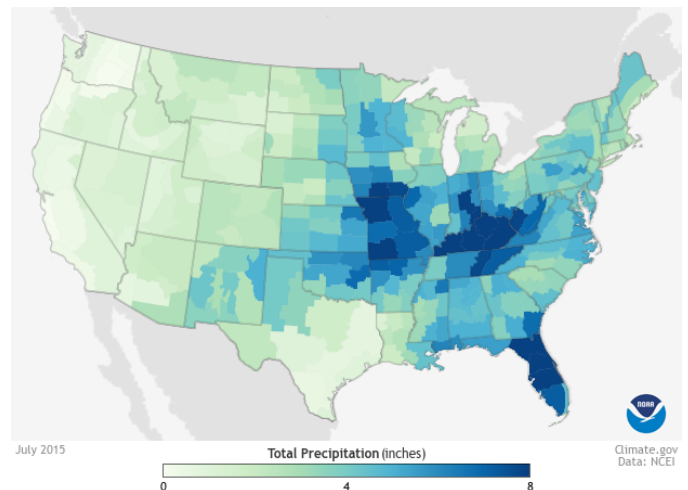 NOAA
July 2015
Total Precipitation (inches)
Climate.gov
Data: NCEI
0
4
8